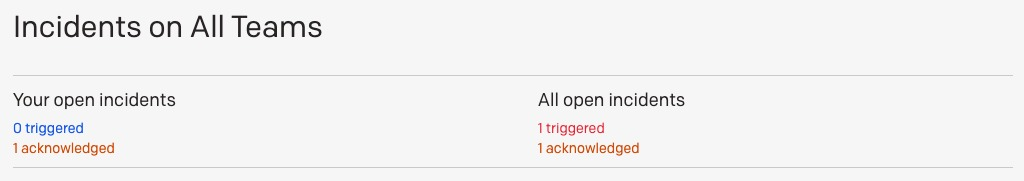 Incidents on All Teams
Your open incidents
0 triggered
1 acknowledged
All open incidents
1 triggered
1 acknowledged